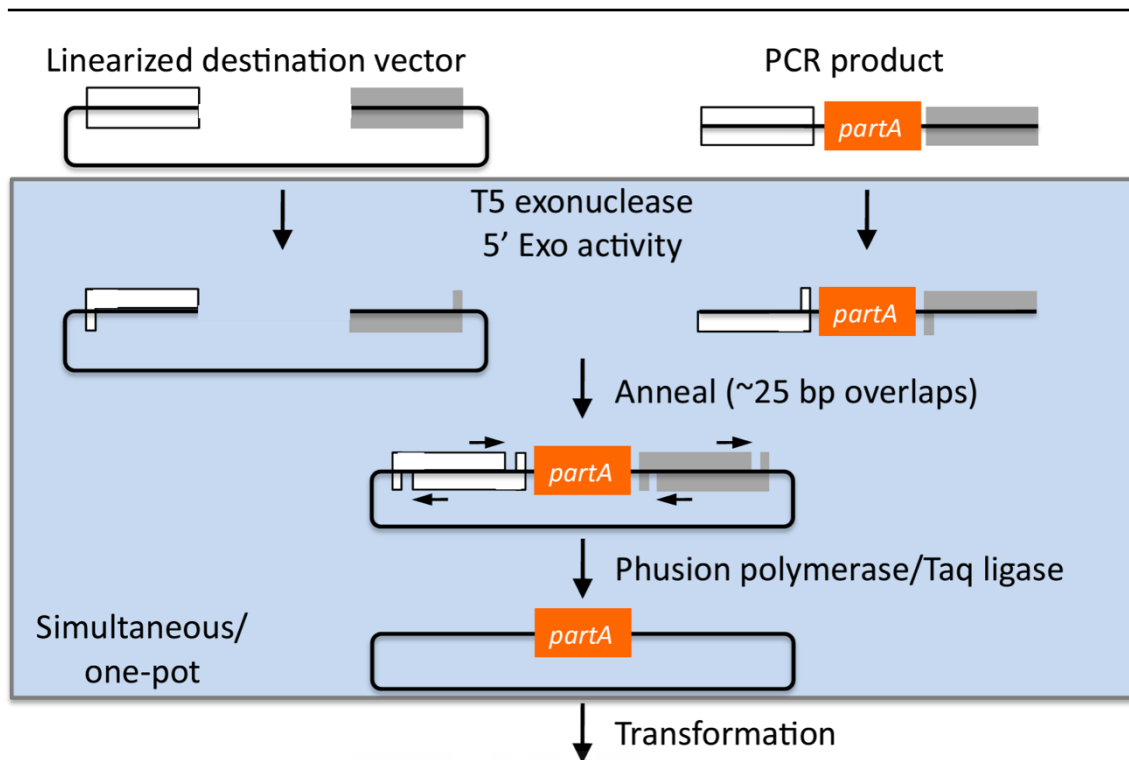 Linearized destination vector
PCR product
partA
T5 exonuclease
5’ Exo activity
partA
Anneal (~25 bp overlaps)
partA
Phusion polymerase/Taq ligase
partA
Simultaneous/
one-pot
Transformation